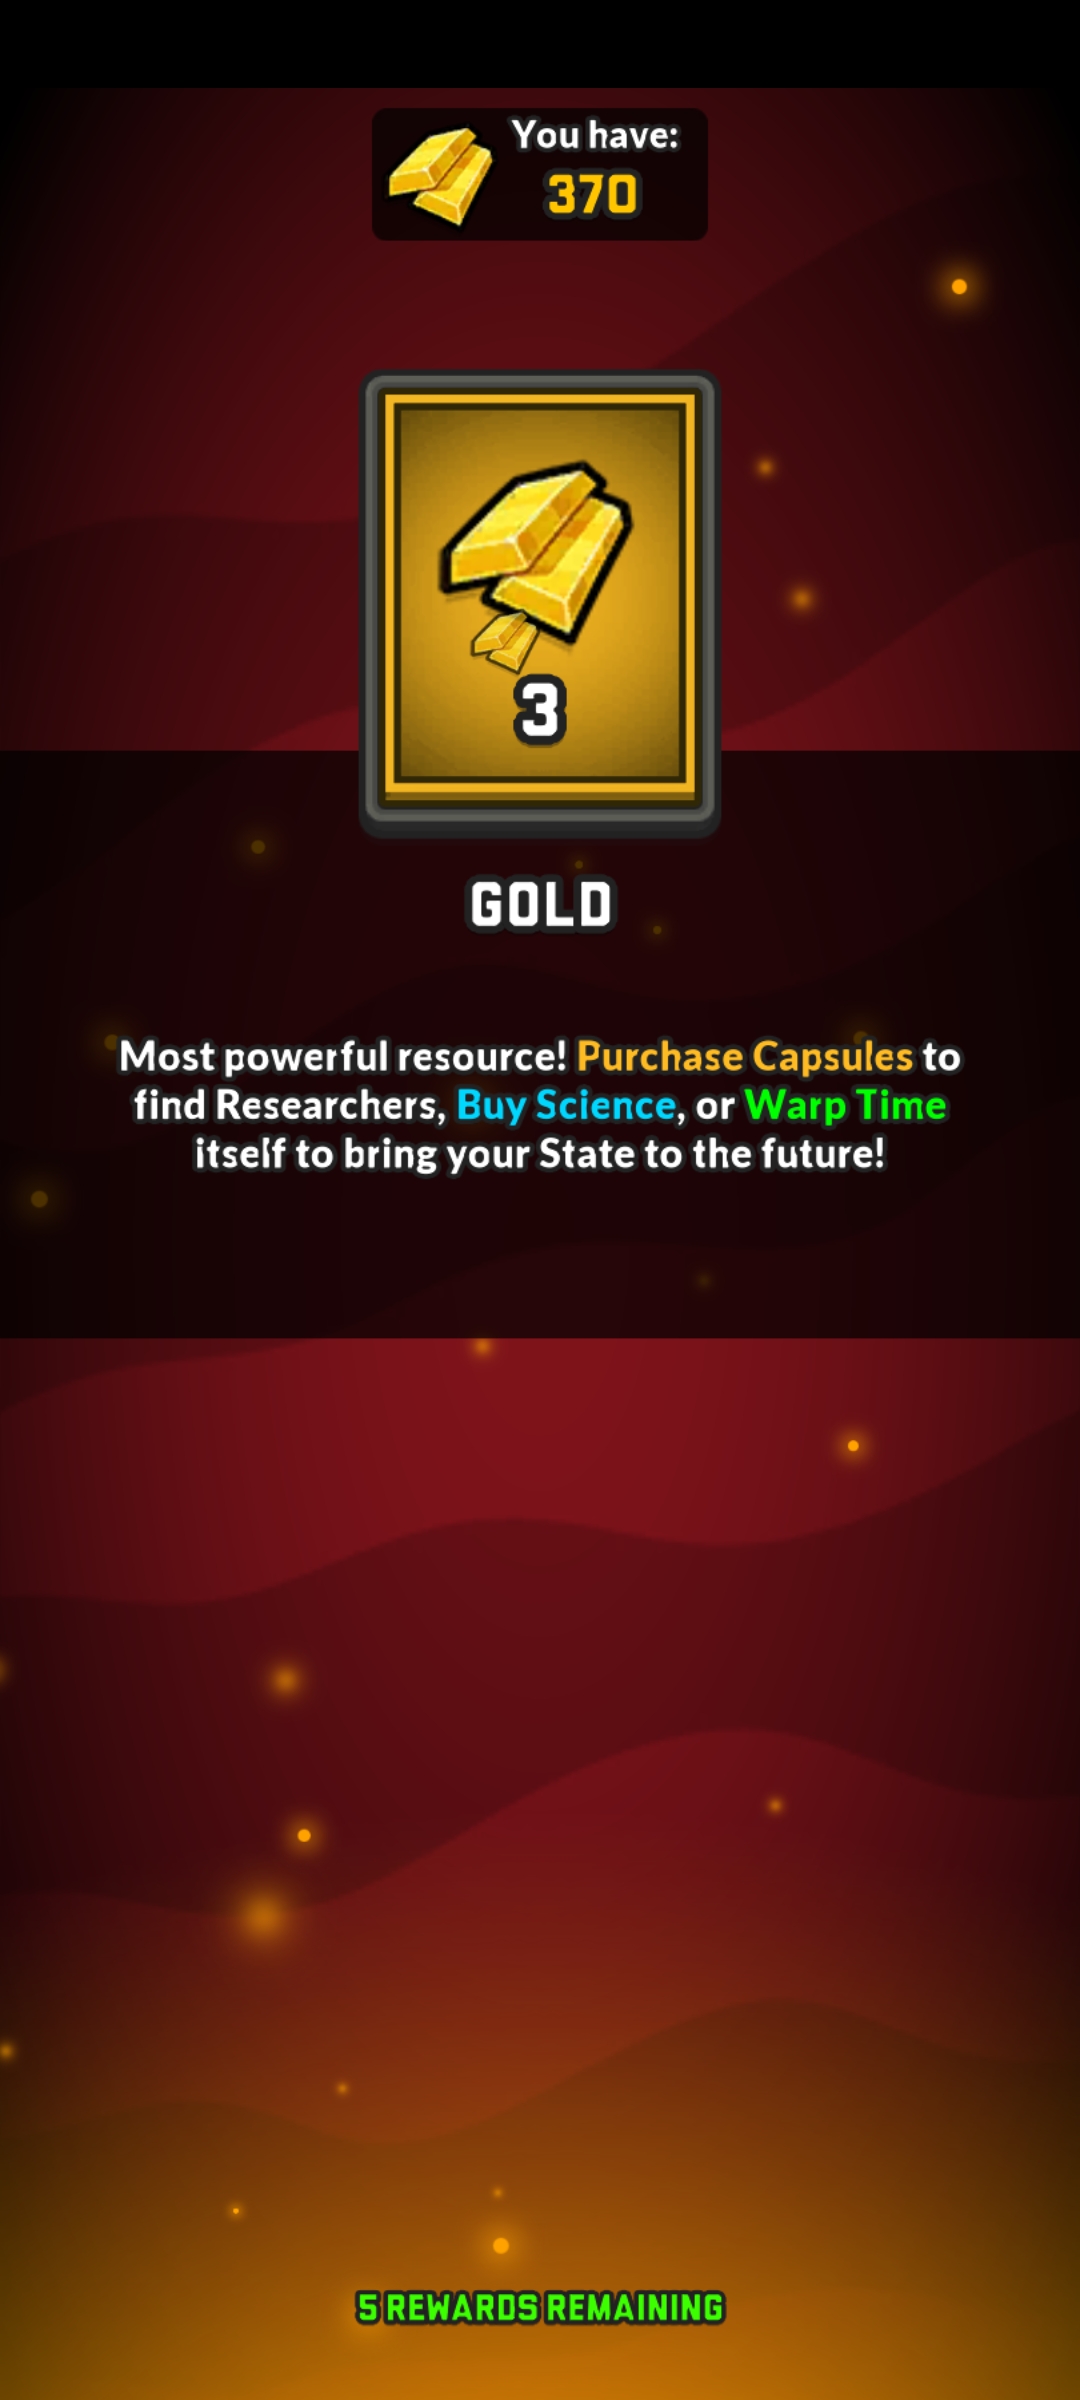 You have:
370
3
GOLD
Most powerful resource! Purchase Capsules to
find Researchers, Buy Science, or Warp Time
itself to bring your State to the future!
5 REWARDS REMAINING